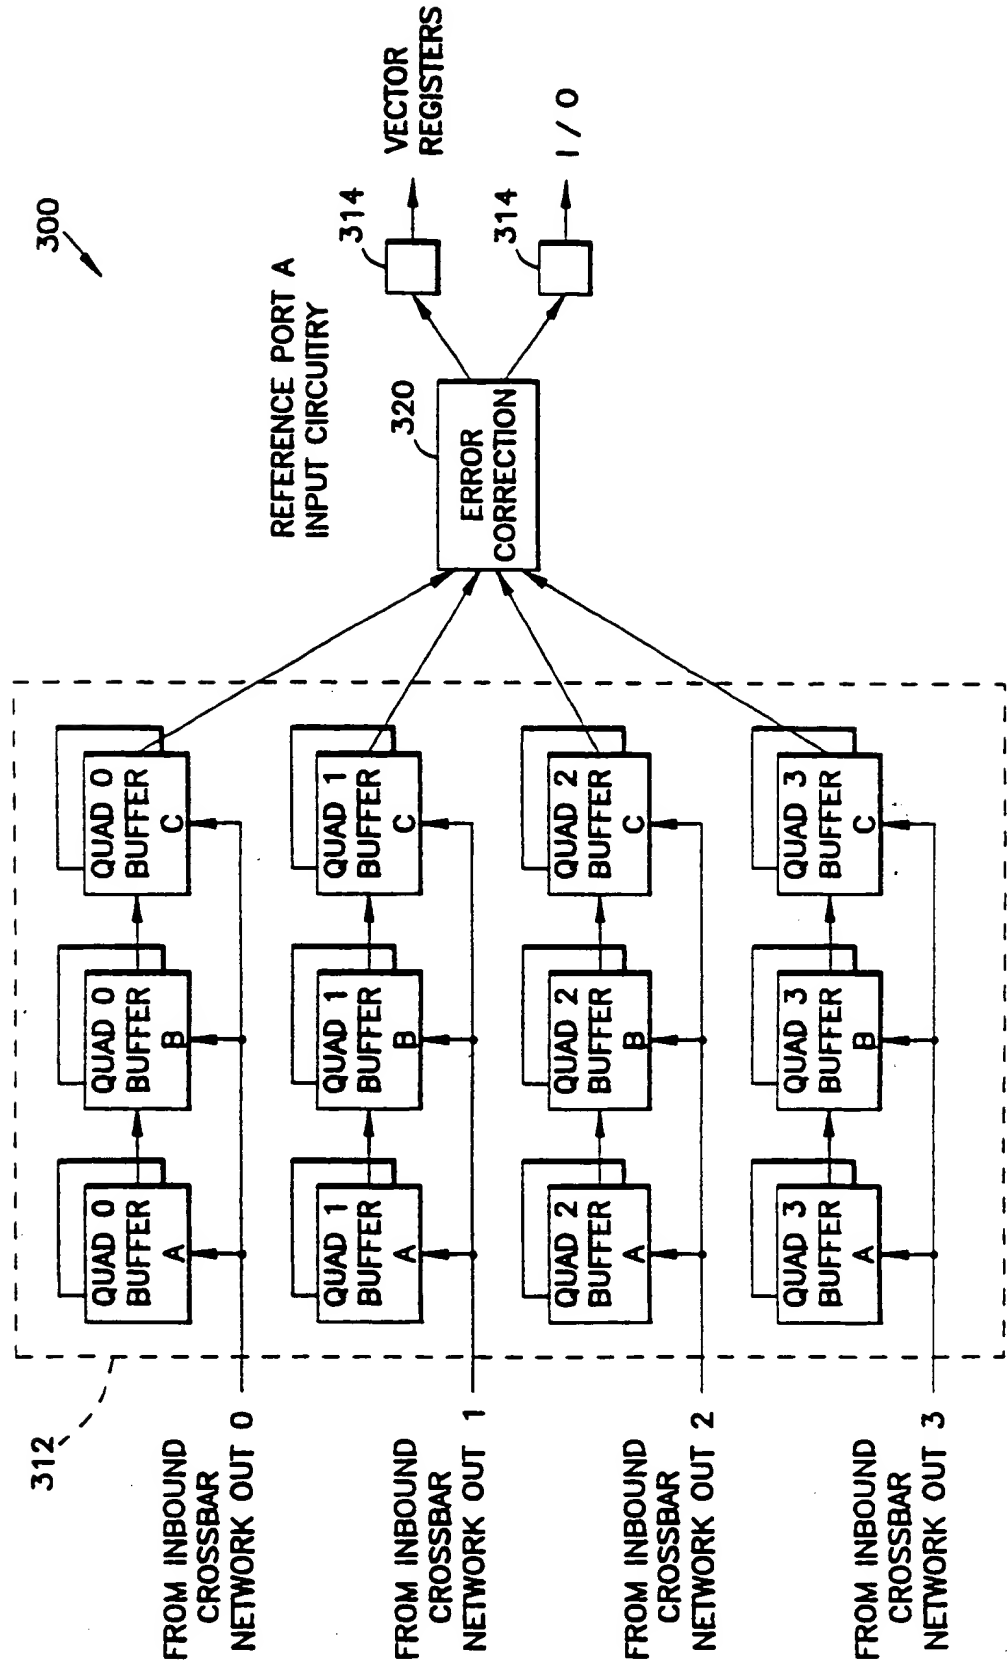 300
REFERENCE PORT A
INPUT CIRCUITRY
312
FROM INBOUND
CROSSBAR
NETWORK OUT 0
QUAD 0
BUFFER
A
QUAD 0
BUFFER
B
QUAD 0
BUFFER
C
FROM INBOUND
CROSSBAR
NETWORK OUT 1
QUAD 1
BUFFER
A
QUAD 1
BUFFER
B
QUAD 1
BUFFER
C
FROM INBOUND
CROSSBAR
NETWORK OUT 2
QUAD 2
BUFFER
A
QUAD 2
BUFFER
B
QUAD 2
BUFFER
C
FROM INBOUND
CROSSBAR
NETWORK OUT 3
QUAD 3
BUFFER
A
QUAD 3
BUFFER
B
QUAD 3
BUFFER
C
320
ERROR
CORRECTION
314
VECTOR
REGISTERS
314
I / O